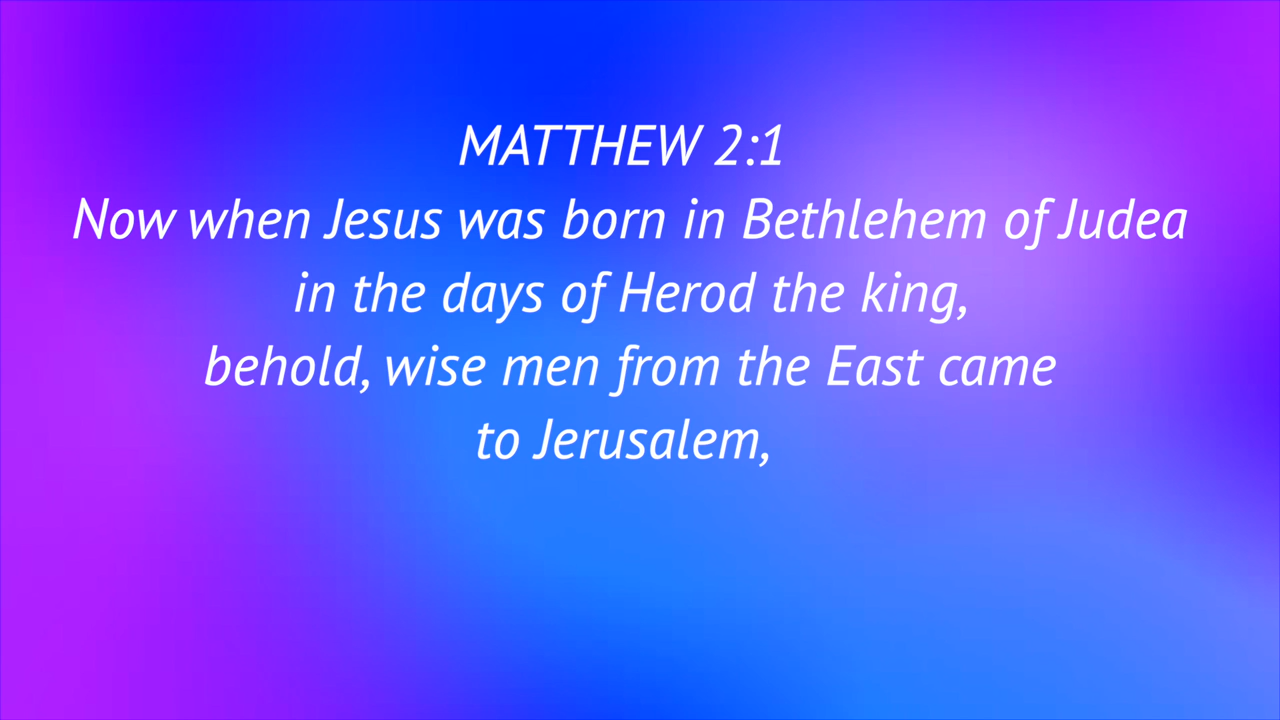 MATTHEW 2:1
Now when Jesus was born in Bethlehem of Judea
in the days of Herod the king,
behold, wise men from the East came
to Jerusalem,